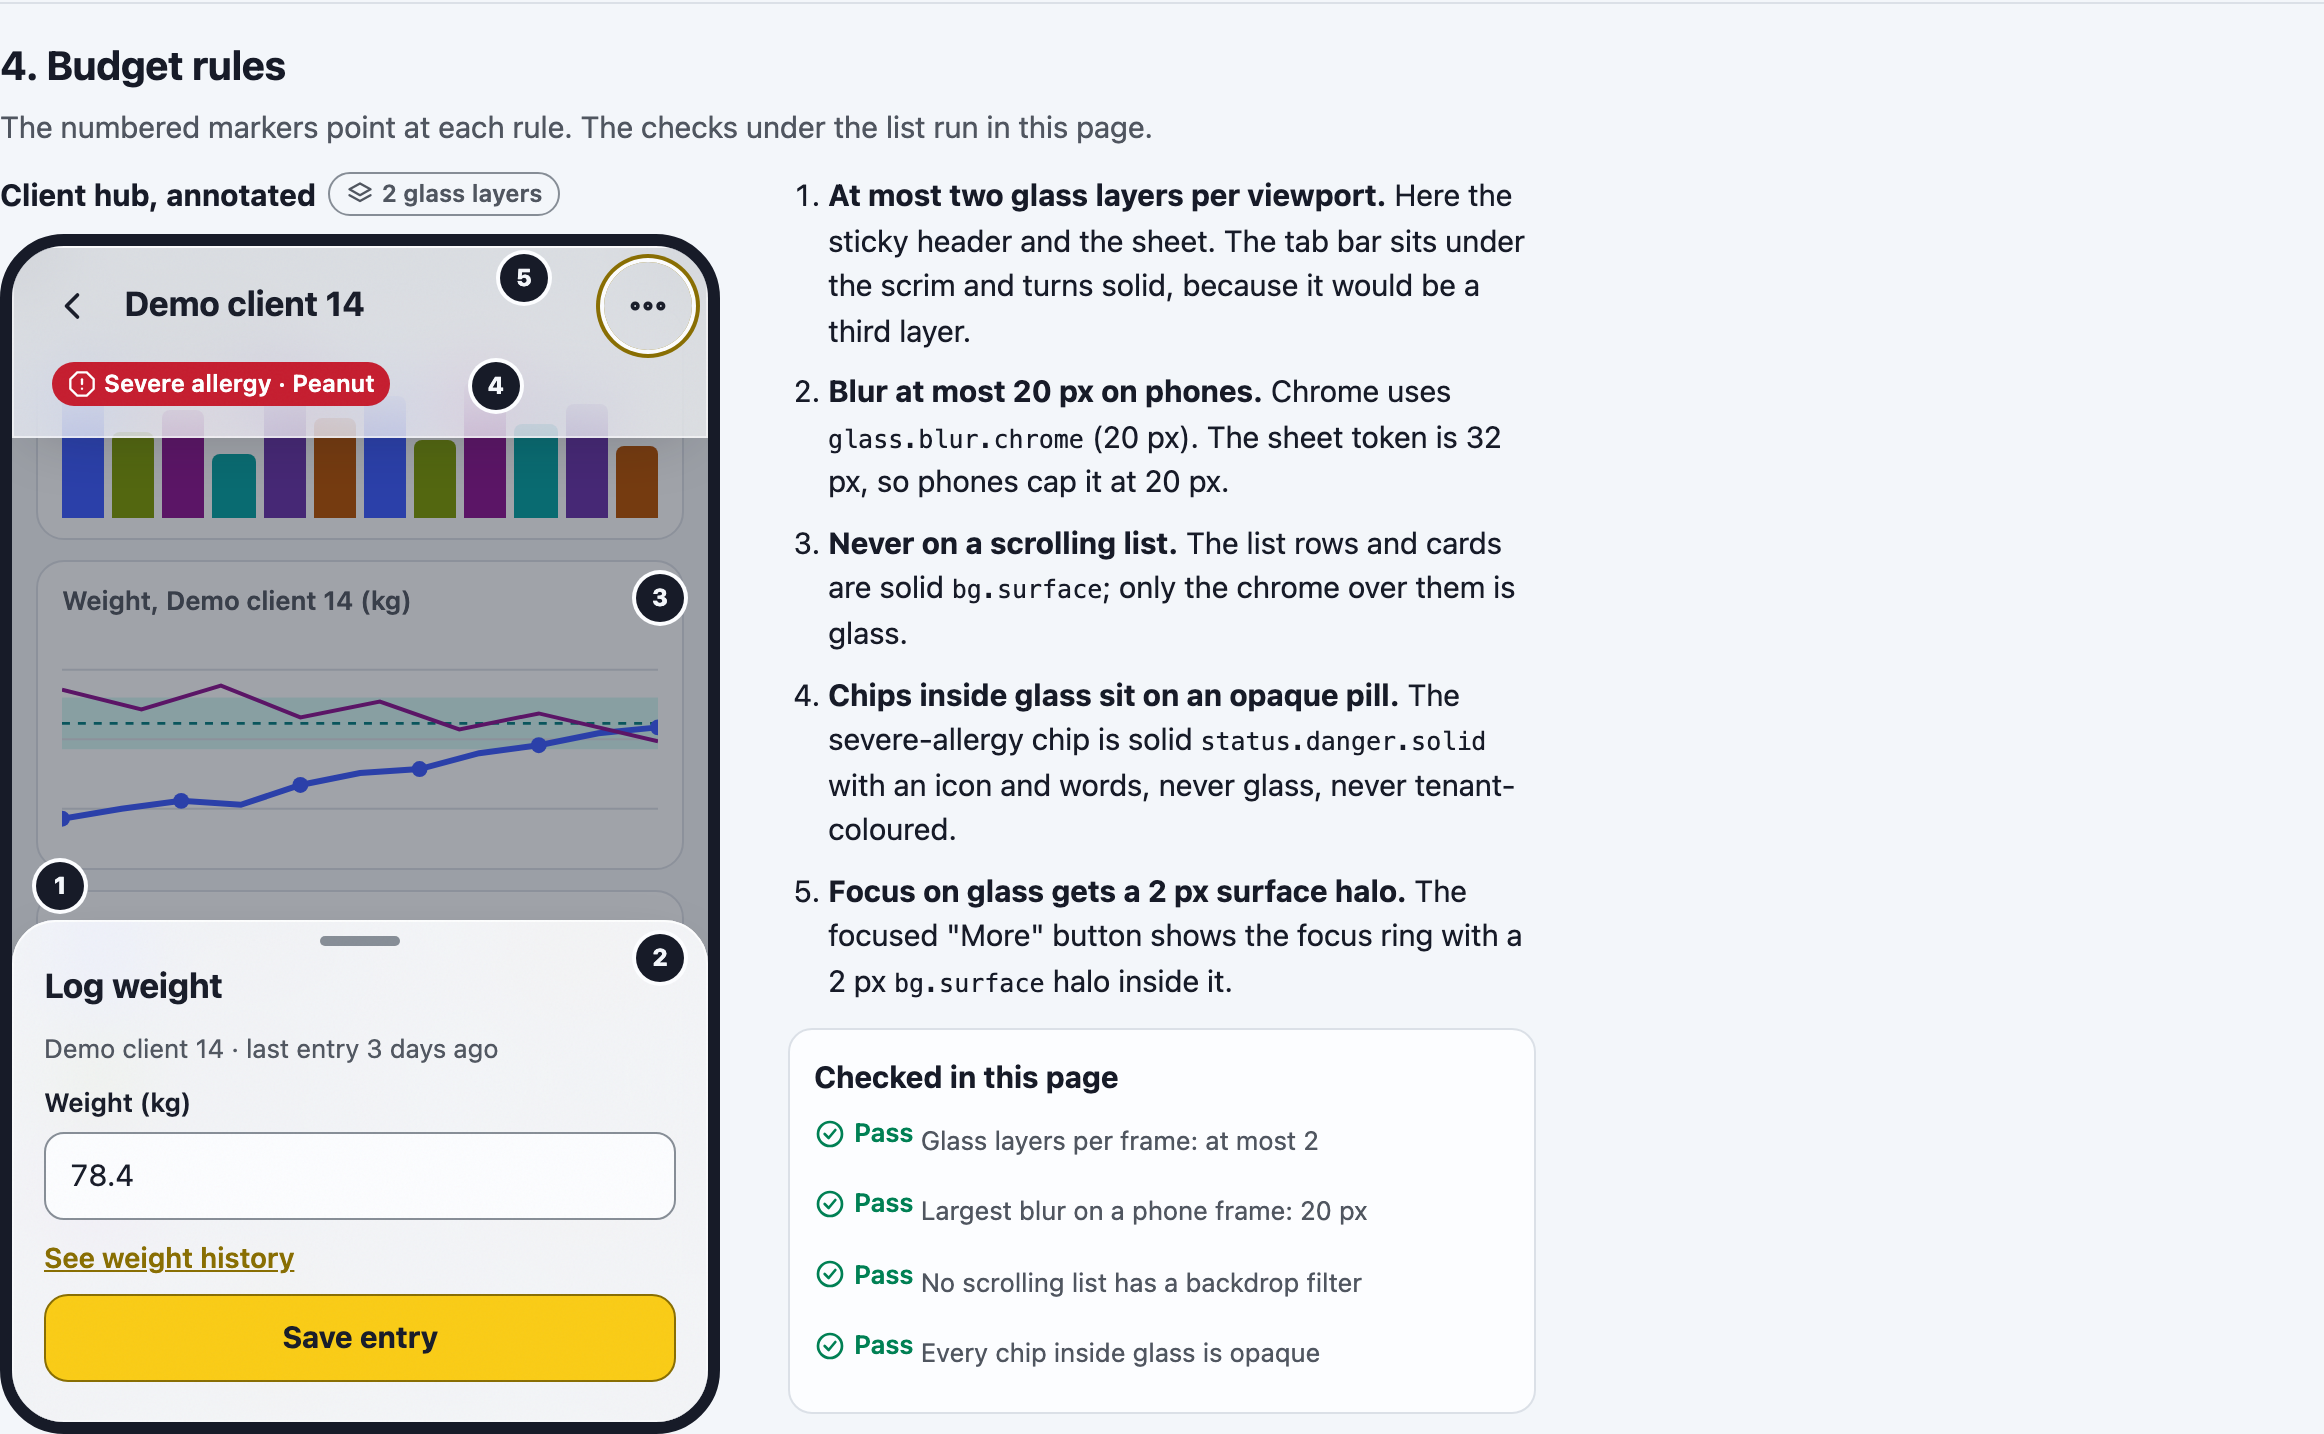 4. Budget rules
The numbered markers point at each rule. The checks under the list run in this page.
Client hub, annotated
2 glass layers
5
Demo client 14
Severe allergy · Peanut
4
Weight, Demo client 14 (kg)
3
1
2
Log weight
Demo client 14 · last entry 3 days ago
Weight (kg)
78.4
See weight history
Save entry
1. At most two glass layers per viewport. Here the
sticky header and the sheet. The tab bar sits under
the scrim and turns solid, because it would be a
third layer.
2. Blur at most 20 px on phones. Chrome uses
glass.blur.chrome (20 px). The sheet token is 32
px, so phones cap it at 20 px.
3. Never on a scrolling list. The list rows and cards
are solid bg.surface; only the chrome over them is
glass.
4. Chips inside glass sit on an opaque pill. The
severe-allergy chip is solid status.danger.solid
with an icon and words, never glass, never tenant-
coloured.
5. Focus on glass gets a 2 px surface halo. The
focused "More" button shows the focus ring with a
2 px bg.surface halo inside it.
Checked in this page
Pass Glass layers per frame: at most 2
Pass Largest blur on a phone frame: 20 px
Pass No scrolling list has a backdrop filter
Pass Every chip inside glass is opaque